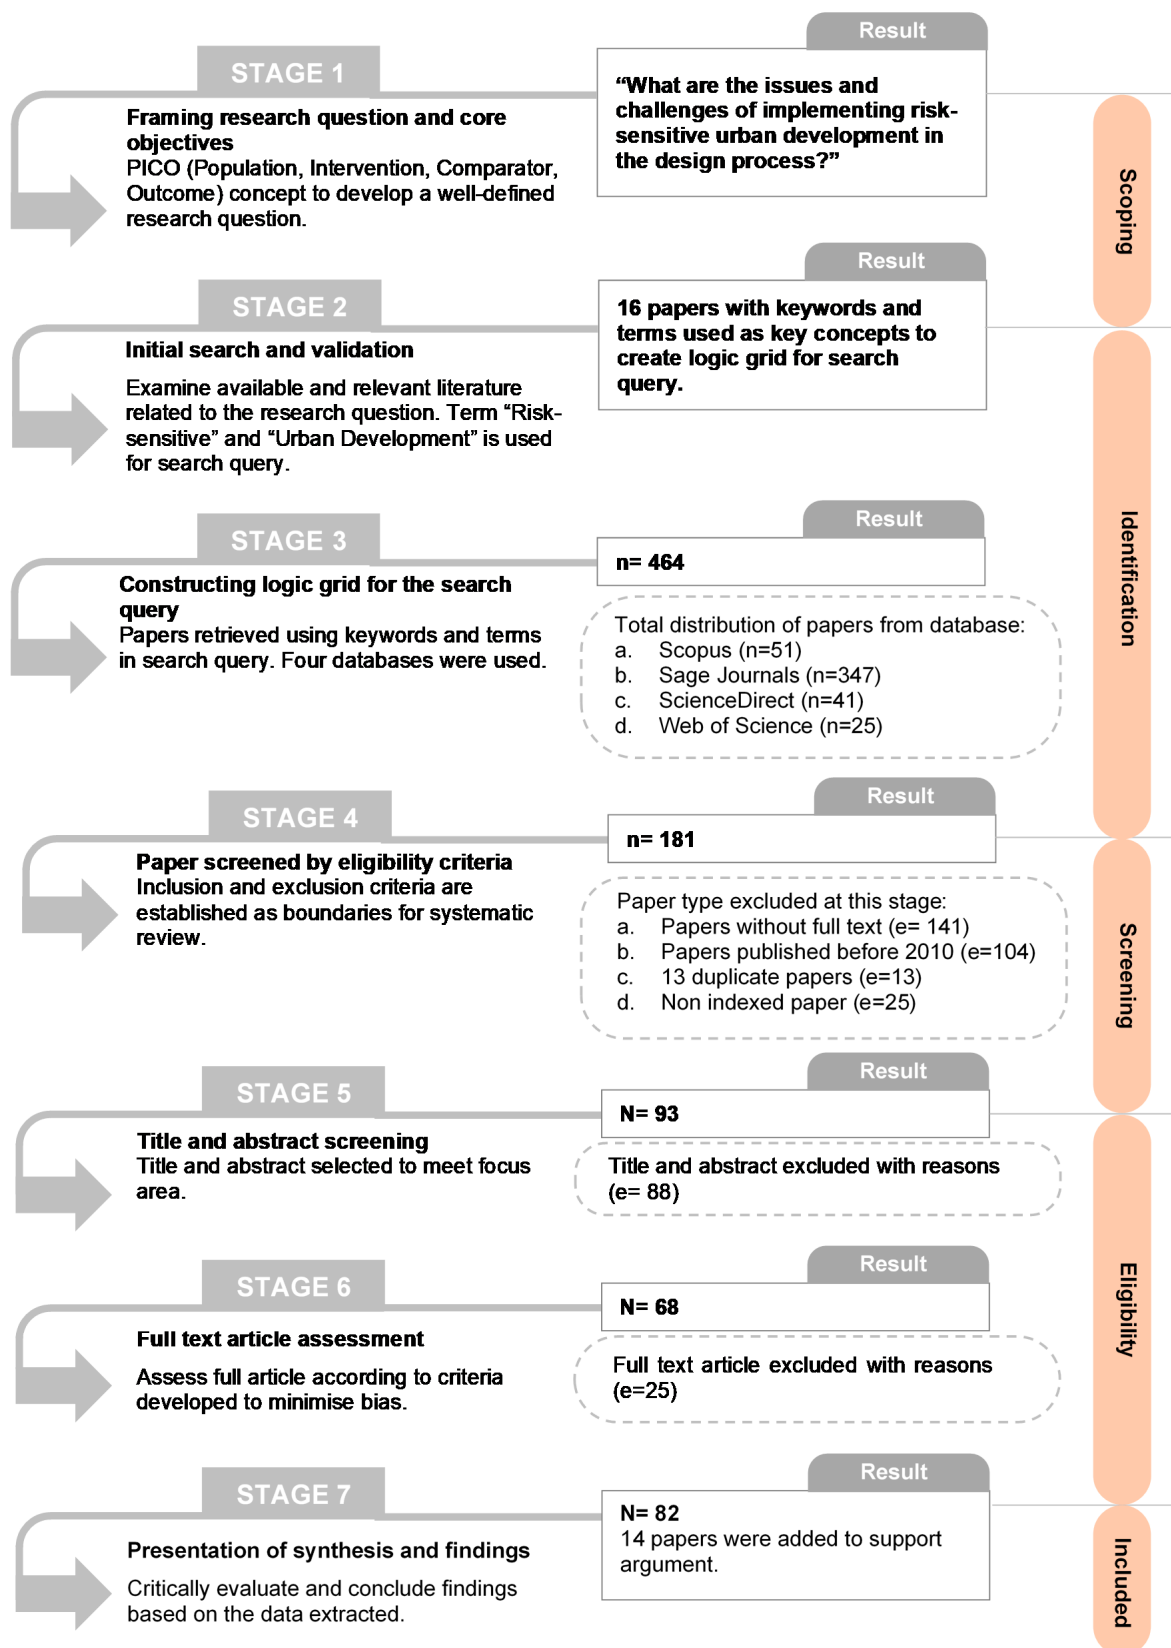 Result
STAGE 1
"What are the issues and
challenges of implementing risk-
sensitive urban development in
the design process?"
Framing research question and core
objectives
PICO (Population, Intervention, Comparator,
Outcome) concept to develop a well-defined
research question.
Scoping
Result
STAGE 2
16 papers with keywords and
terms used as key concepts to
create logic grid for search
query.
Initial search and validation
Examine available and relevant literature
related to the research question. Term “Risk-
sensitive” and “Urban Development” is used
for search query.
Identification
Result
STAGE 3
n= 464
Constructing logic grid for the search
query
Papers retrieved using keywords and terms
in search query. Four databases were used.
Total distribution of papers from database:
a. Scopus (n=51)
b. Sage Journals (n=347)
c. ScienceDirect (n=41)
d. Web of Science (n=25)
Result
STAGE 4
n= 181
Paper screened by eligibility criteria
Inclusion and exclusion criteria are
established as boundaries for systematic
review.
Paper type excluded at this stage:
a. Papers without full text (e= 141)
b. Papers published before 2010 (e=104)
c. 13 duplicate papers (e=13)
d. Non indexed paper (e=25)
Screening
Result
STAGE 5
N= 93
Title and abstract screening
Title and abstract selected to meet focus
area.
Title and abstract excluded with reasons
(e= 88)
Eligibility
Result
STAGE 6
N= 68
Full text article assessment
Assess full article according to criteria
developed to minimise bias.
Full text article excluded with reasons
(e=25)
Result
STAGE 7
N= 82
14 papers were added to support
argument.
Presentation of synthesis and findings
Critically evaluate and conclude findings
based on the data extracted.
Included